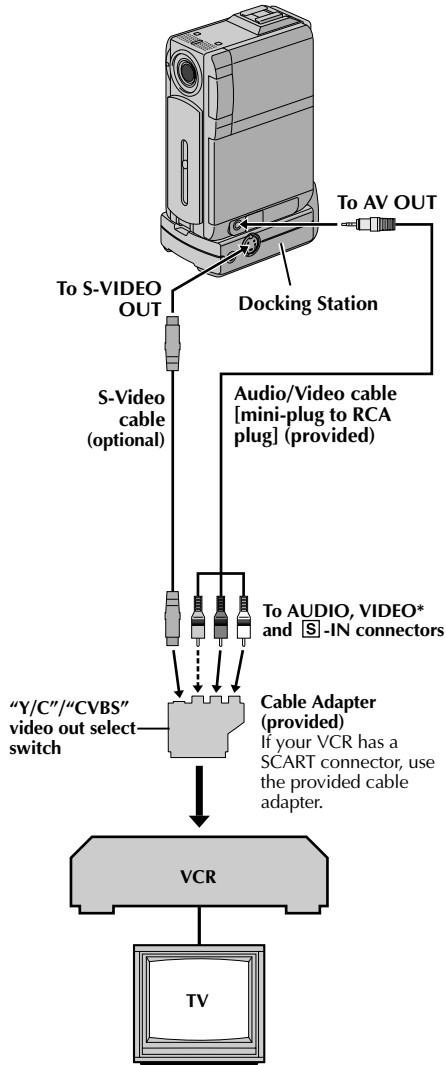 To AV OUT
To S-VIDEO
OUT
Docking Station
S-Video
cable
(optional)
Audio/Video cable
[mini-plug to RCA
plug] (provided)
To AUDIO, VIDEO*
and S -IN connectors
"Y/C"/"CVBS"
video out select
switch
Cable Adapter
(provided)
If your VCR has a
SCART connector, use
the provided cable
adapter.
VCR
TV